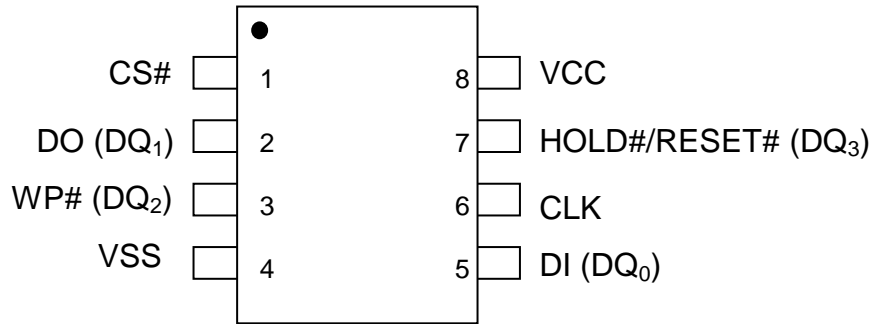 CS# 1 8 VCC
DO (DQ₁) 2 7 HOLD#/RESET# (DQ₃)
WP# (DQ₂) 3 6 CLK
VSS 4 5 DI (DQ₀)